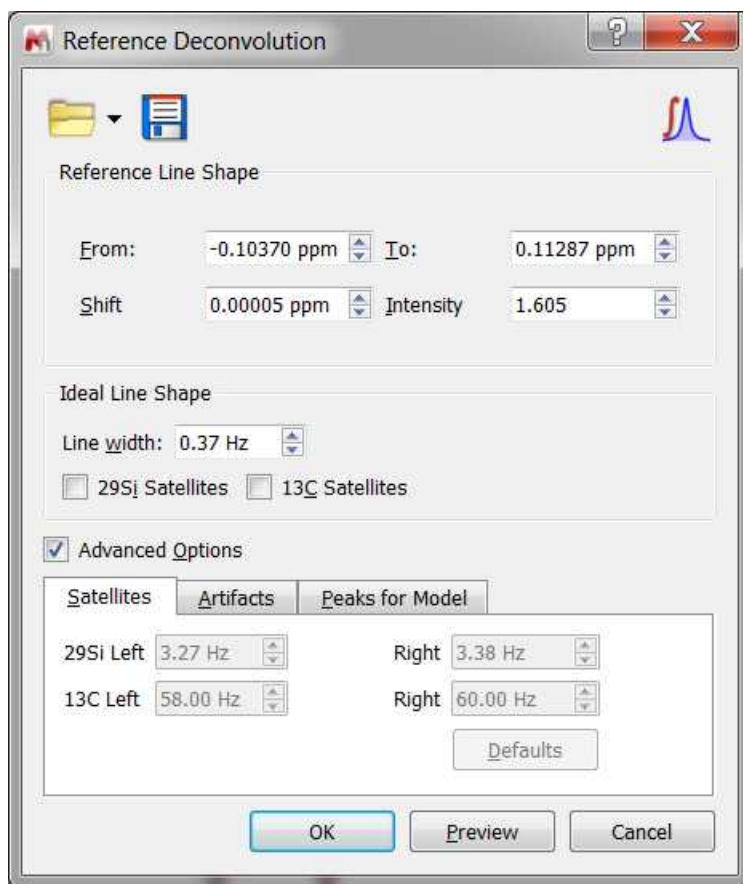 Reference Deconvolution
Reference Line Shape
From: -0.10370 ppm To: 0.11287 ppm
Shift 0.00005 ppm Intensity 1.605
Ideal Line Shape
Line width: 0.37 Hz
29Si Satellites 13C Satellites
Advanced Options
Satellites Artifacts Peaks for Model
29Si Left 3.27 Hz Right 3.38 Hz
13C Left 58.00 Hz Right 60.00 Hz
Defaults
OK Preview Cancel